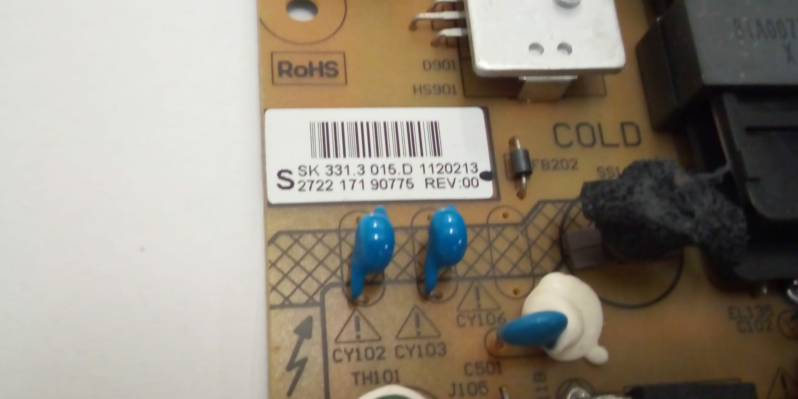 RoHS
D901
HS901
SK 331.3 015.D 1120213
S 2722 171 90775 REV:00
COLD
FB202
CY106
CY102 CY103
TH101
C501
J105
C102